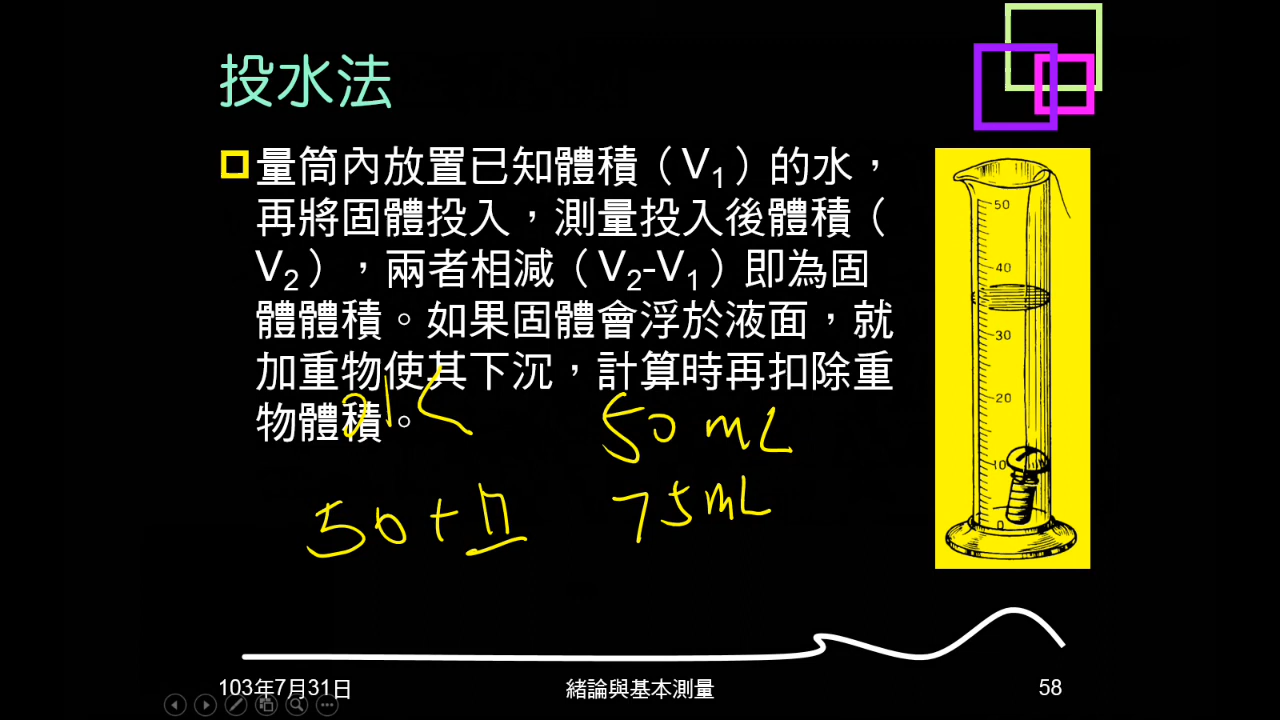 投水法
量筒內放置已知體積（V1）的水，
再將固體投入，測量投入後體積（
V2），兩者相減（V2-V1）即為固
體體積。如果固體會浮於液面，就
加重物使其下沉，計算時再扣除重
物體積。
50 mL
50+
75mL
50
40
30
20
10
0
103年7月31日
緒論與基本測量
58